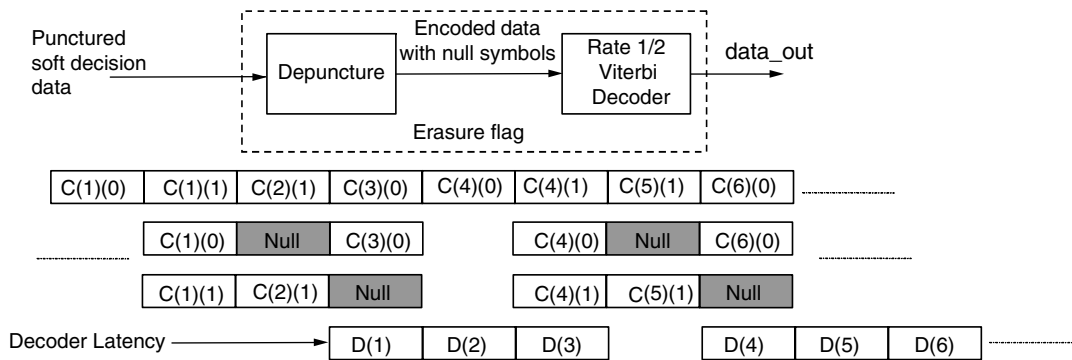 Punctured
soft decision
data
Depuncture
Encoded data
with null symbols
Rate 1/2
Viterbi
Decoder
data_out
Erasure flag
C(1)(0) C(1)(1) C(2)(1) C(3)(0) C(4)(0) C(4)(1) C(5)(1) C(6)(0)
C(1)(0) Null C(3)(0) C(4)(0) Null C(6)(0)
C(1)(1) C(2)(1) Null C(4)(1) C(5)(1) Null
Decoder Latency D(1) D(2) D(3) D(4) D(5) D(6)